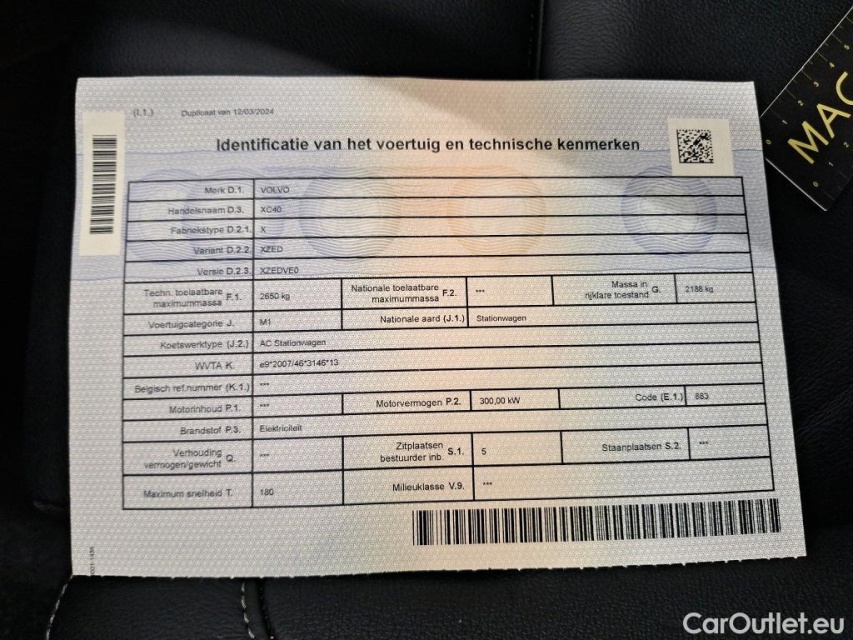 (I.1.) Duplicaat van 12/03/2024
Identificatie van het voertuig en technische kenmerken
Merk D.1. VOLVO
Handelsnaam D.3. XC40
Fabriekstype D.2.1. X
Variant D.2.2. XZED
Versie D.2.3. XZEDVE0
Techn. toelaatbare maximummassa F.1. 2650 kg Nationale toelaatbare maximummassa F.2. *** Massa in rijklare toestand G. 2188 kg
Voertuigcategorie J. M1 Nationale aard (J.1.) Stationwagen
Koetswerktype (J.2.) AC Stationwagen
WVTA K. e9*2007/46*3146*13
Belgisch ref.nummer (K.1.) ***
Motorinhoud P.1. *** Motorvermogen P.2. 300,00 kW Code (E.1.) 883
Brandstof P.3. Elektriciteit
Verhouding vermogen/gewicht Q. *** Zitplaatsen bestuurder inb. S.1. 5 Staanplaatsen S.2. ***
Maximum snelheid T. 180 Milieuklasse V.9. ***
MAC
CarOutlet.eu